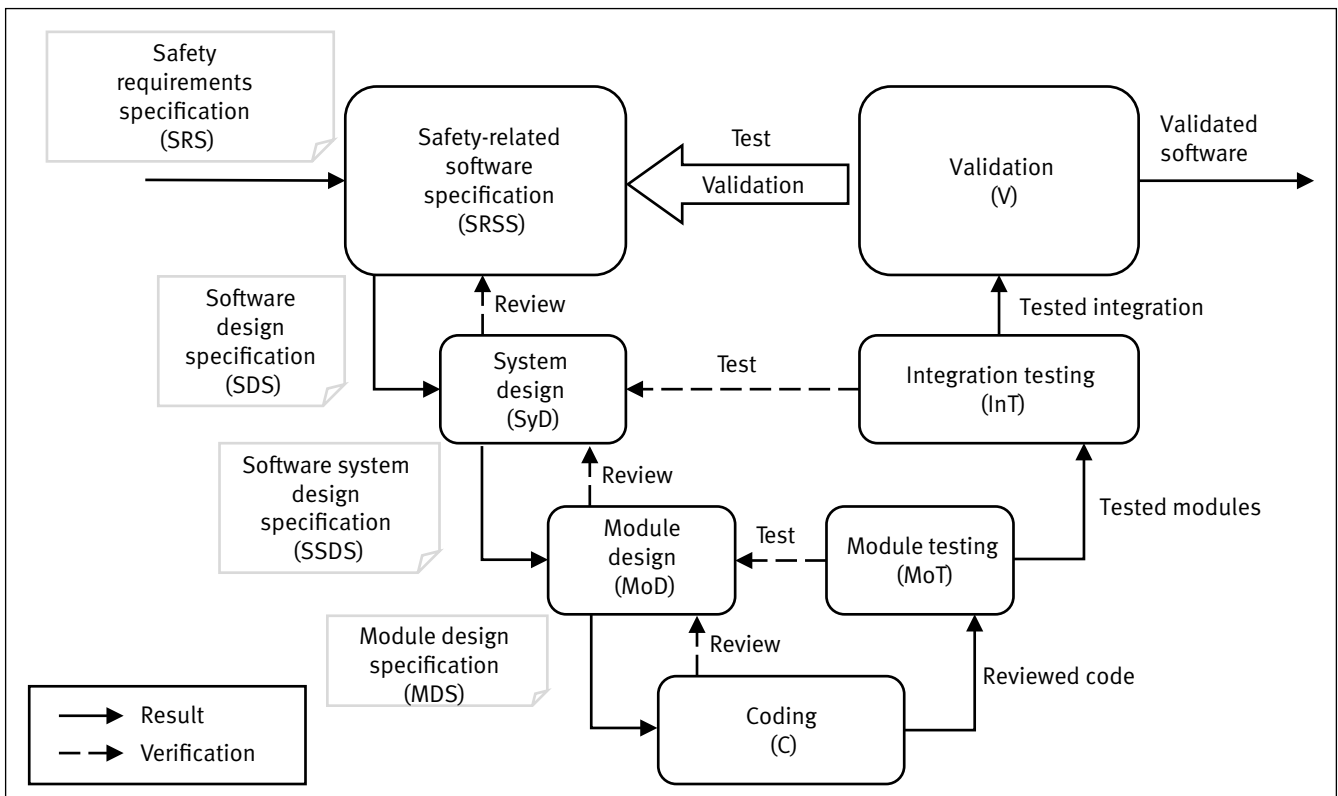 Safety
requirements
specification
(SRS)
Safety-related
software
specification
(SRSS)
Test
Validation
Validation
(V)
Validated
software
Software
design
specification
(SDS)
Review
Tested integration
System
design
(SyD)
Test
Integration testing
(InT)
Software system
design
specification
(SSDS)
Review
Module
design
(MoD)
Test
Module testing
(MoT)
Tested modules
Module design
specification
(MDS)
Review
Reviewed code
Coding
(C)
Result
Verification